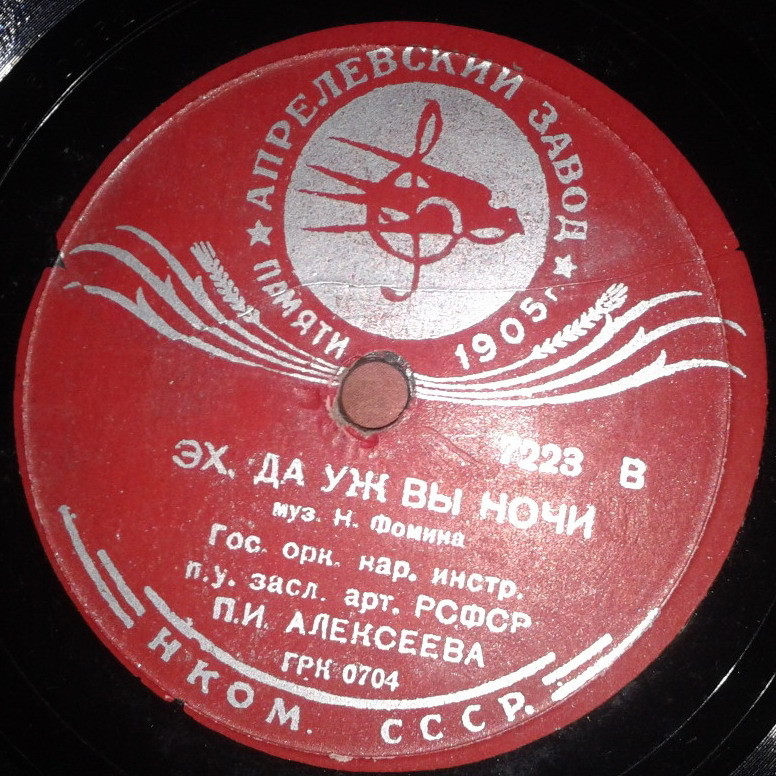 АПРЕЛЕВСКИЙ ЗАВОД
ПАМЯТИ 1905 г.
7223 В
ЭХ, ДА УЖ ВЫ НОЧИ
муз. Н. Фомина
Гос. орк. нар. инстр.
п.у. засл. арт. РСФСР
П.И. АЛЕКСЕЕВА
ГРК 0704
НКОМ. СССР.